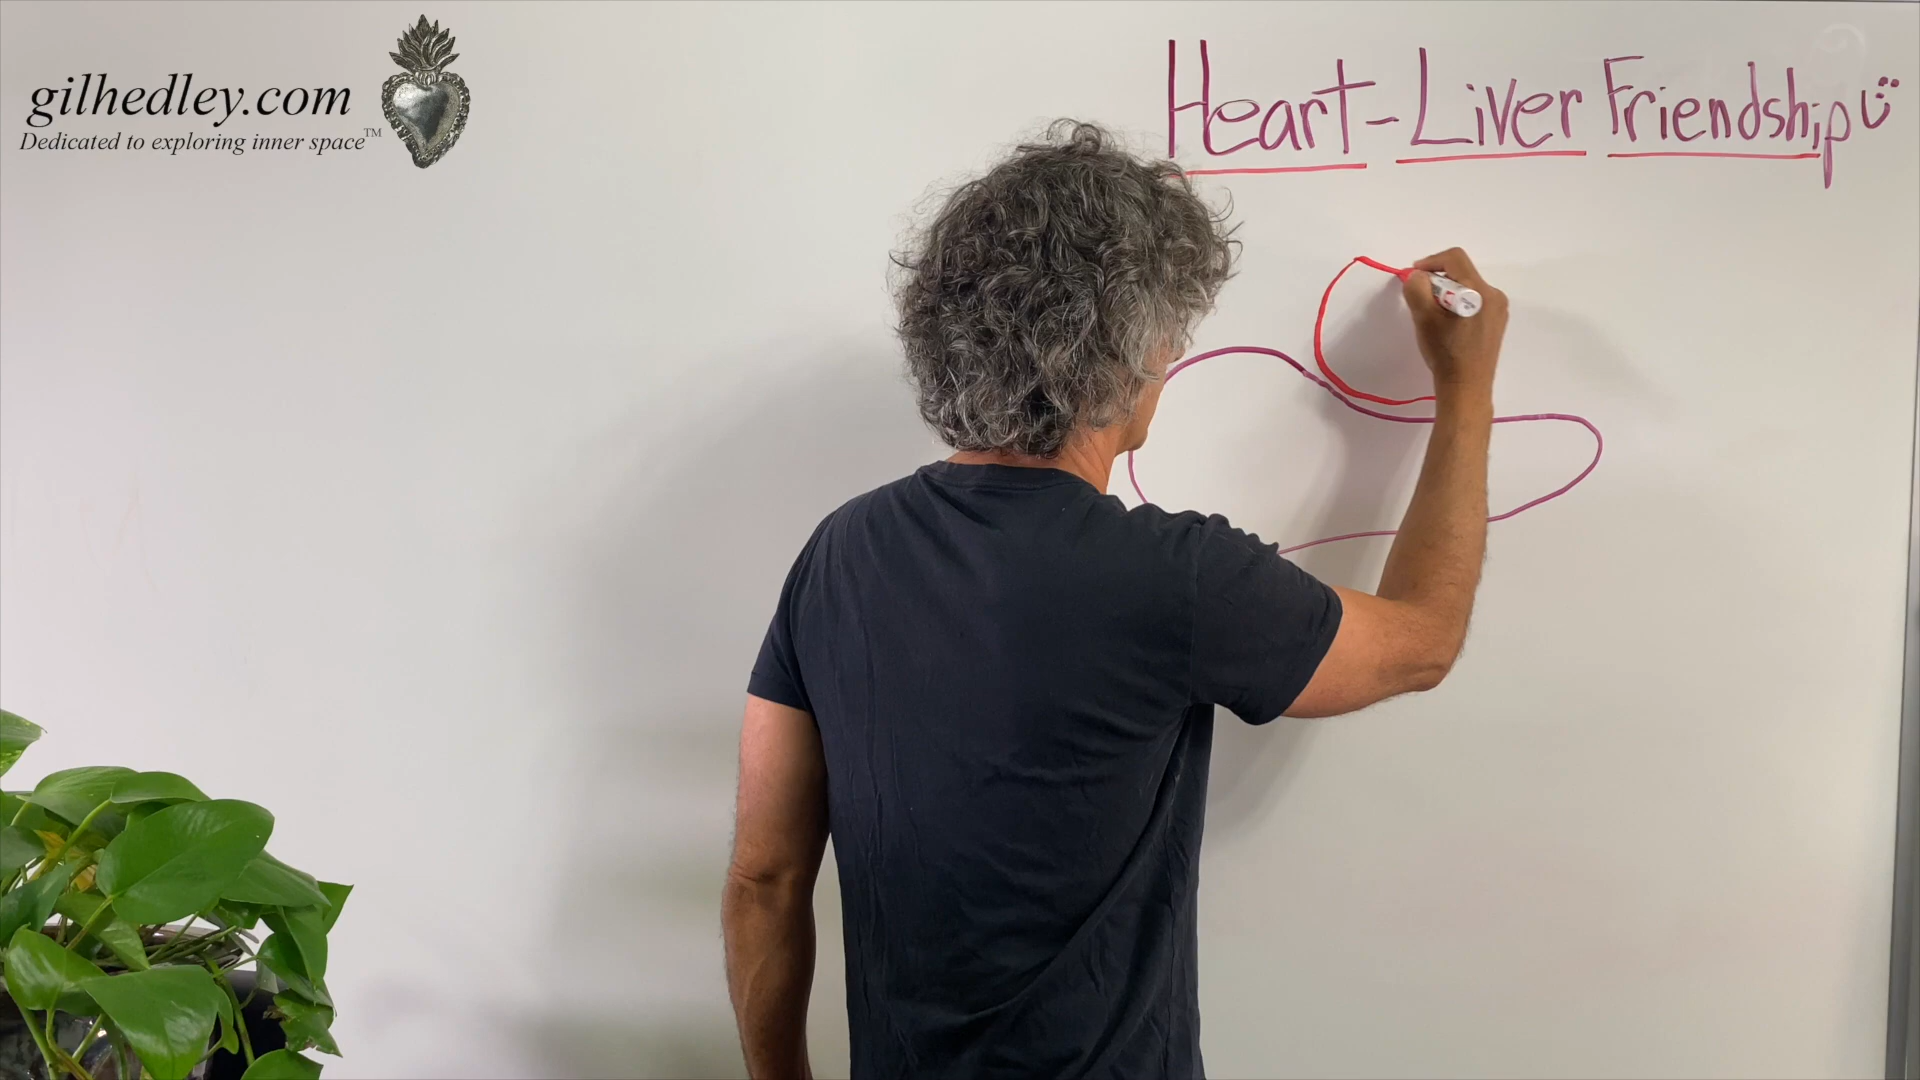 gilhedley.com
Dedicated to exploring inner space™
Heart-Liver Friendship